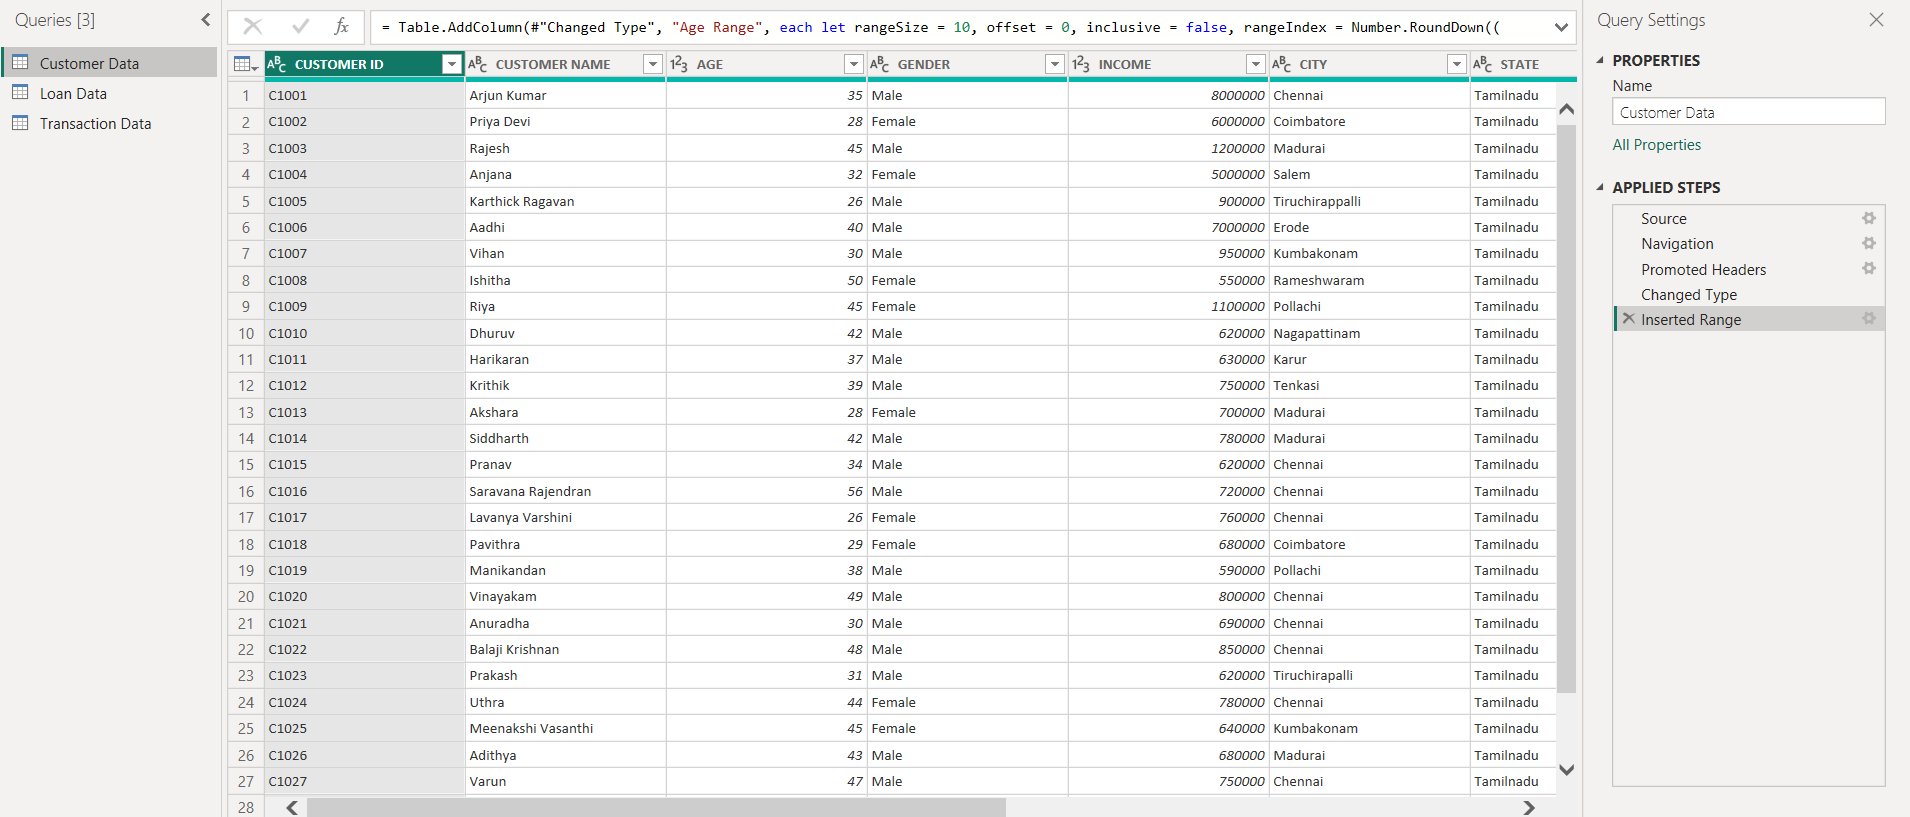 Queries [3]
Customer Data
Loan Data
Transaction Data
fx
= Table.AddColumn(#"Changed Type", "Age Range", each let rangeSize = 10, offset = 0, inclusive = false, rangeIndex = Number.RoundDown((
ABC CUSTOMER ID ABC CUSTOMER NAME 123 AGE ABC GENDER 123 INCOME ABC CITY ABC STATE
1 C1001 Arjun Kumar 35 Male 8000000 Chennai Tamilnadu
2 C1002 Priya Devi 28 Female 6000000 Coimbatore Tamilnadu
3 C1003 Rajesh 45 Male 1200000 Madurai Tamilnadu
4 C1004 Anjana 32 Female 5000000 Salem Tamilnadu
5 C1005 Karthick Ragavan 26 Male 900000 Tiruchirappalli Tamilnadu
6 C1006 Aadhi 40 Male 7000000 Erode Tamilnadu
7 C1007 Vihan 30 Male 950000 Kumbakonam Tamilnadu
8 C1008 Ishitha 50 Female 550000 Rameshwaram Tamilnadu
9 C1009 Riya 45 Female 1100000 Pollachi Tamilnadu
10 C1010 Dhuruv 42 Male 620000 Nagapattinam Tamilnadu
11 C1011 Harikaran 37 Male 630000 Karur Tamilnadu
12 C1012 Krithik 39 Male 750000 Tenkasi Tamilnadu
13 C1013 Akshara 28 Female 700000 Madurai Tamilnadu
14 C1014 Siddharth 42 Male 780000 Madurai Tamilnadu
15 C1015 Pranav 34 Male 620000 Chennai Tamilnadu
16 C1016 Saravana Rajendran 56 Male 720000 Chennai Tamilnadu
17 C1017 Lavanya Varshini 26 Female 760000 Chennai Tamilnadu
18 C1018 Pavithra 29 Female 680000 Coimbatore Tamilnadu
19 C1019 Manikandan 38 Male 590000 Pollachi Tamilnadu
20 C1020 Vinayakam 49 Male 800000 Chennai Tamilnadu
21 C1021 Anuradha 30 Male 690000 Chennai Tamilnadu
22 C1022 Balaji Krishnan 48 Male 850000 Chennai Tamilnadu
23 C1023 Prakash 31 Male 620000 Tiruchirapalli Tamilnadu
24 C1024 Uthra 44 Female 780000 Chennai Tamilnadu
25 C1025 Meenakshi Vasanthi 45 Female 640000 Kumbakonam Tamilnadu
26 C1026 Adithya 43 Male 680000 Madurai Tamilnadu
27 C1027 Varun 47 Male 750000 Chennai Tamilnadu
28
Query Settings
PROPERTIES
Name
Customer Data
All Properties
APPLIED STEPS
Source
Navigation
Promoted Headers
Changed Type
Inserted Range